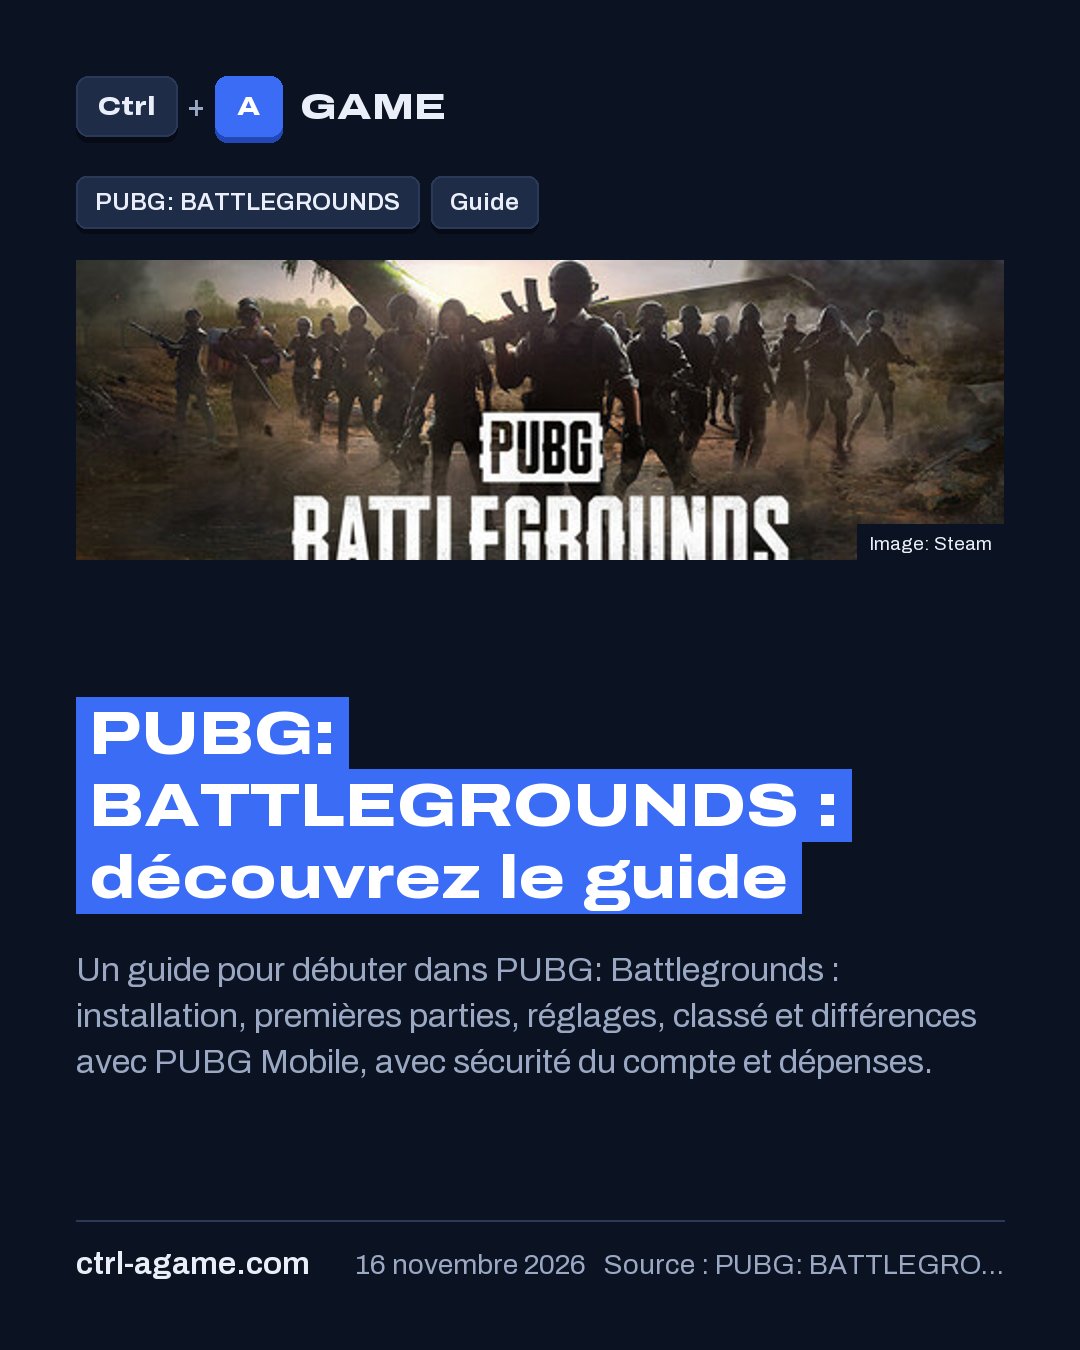 Ctrl + A GAME
PUBG: BATTLEGROUNDS Guide
PUBG
BATTLEGROUNDS
Image: Steam
PUBG:
BATTLEGROUNDS :
découvrez le guide
Un guide pour débuter dans PUBG: Battlegrounds :
installation, premières parties, réglages, classé et différences
avec PUBG Mobile, avec sécurité du compte et dépenses.
ctrl-agame.com 16 novembre 2026 Source : PUBG: BATTLEGRO...